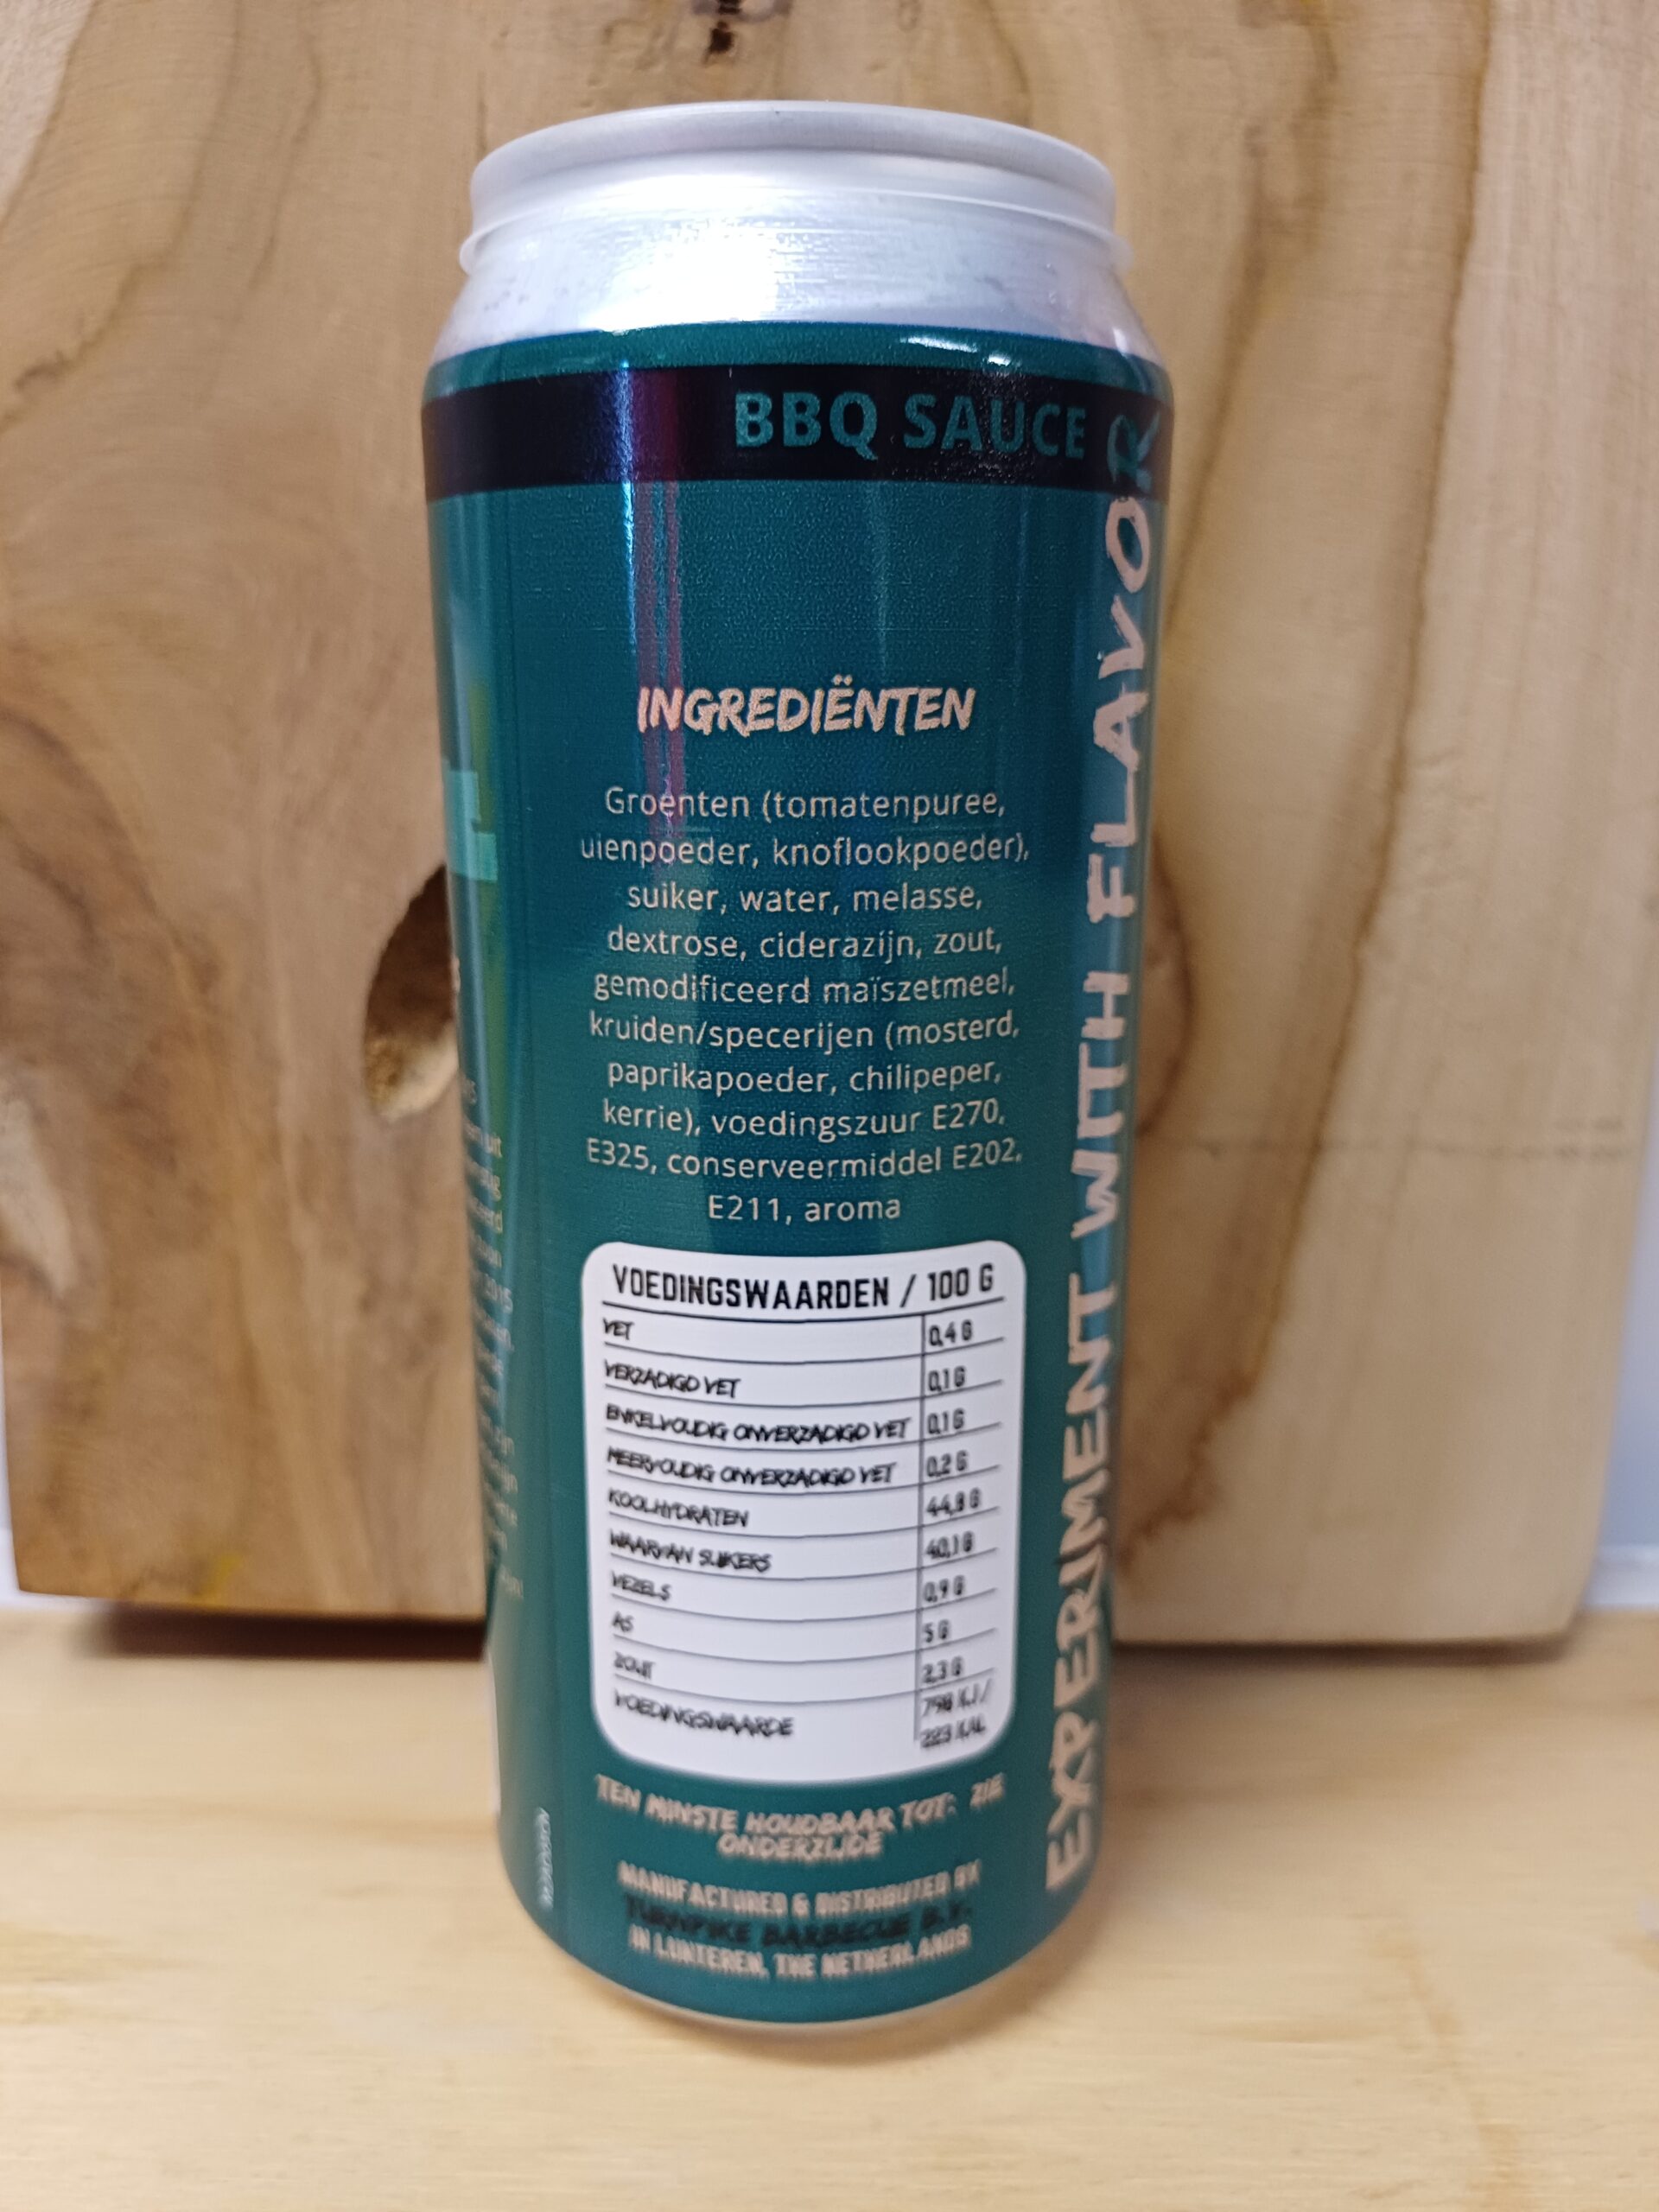 BBQ SAUCE
EXPERIMENT WITH FLAVOR
INGREDIËNTEN
Groenten (tomatenpuree,
uienpoeder, knoflookpoeder),
suiker, water, melasse,
dextrose, ciderazijn, zout,
gemodificeerd maïszetmeel,
kruiden/specerijen (mosterd,
paprikapoeder, chilipeper,
kerrie), voedingszuur E270,
E325, conserveermiddel E202,
E211, aroma
VOEDINGSWAARDEN / 100 G
VET 0,4 G
VERZADIGD VET 0,1 G
ENKELVOUDIG ONVERZADIGD VET 0,1 G
MEERVOUDIG ONVERZADIGD VET 0,2 G
KOOLHYDRATEN 44,8 G
WAARVAN SUIKERS 40,1 G
VEZELS 0,9 G
AS 5 G
ZOUT 2,3 G
VOEDINGSWAARDE KJ /
223 KAL
TEN MINSTE HOUDBAAR TOT: ZIE
ONDERZIJDE
MANUFACTURED & DISTRIBUTED BY
TURNPIKE BARBECUE B.V.
IN LUNTEREN, THE NETHERLANDS